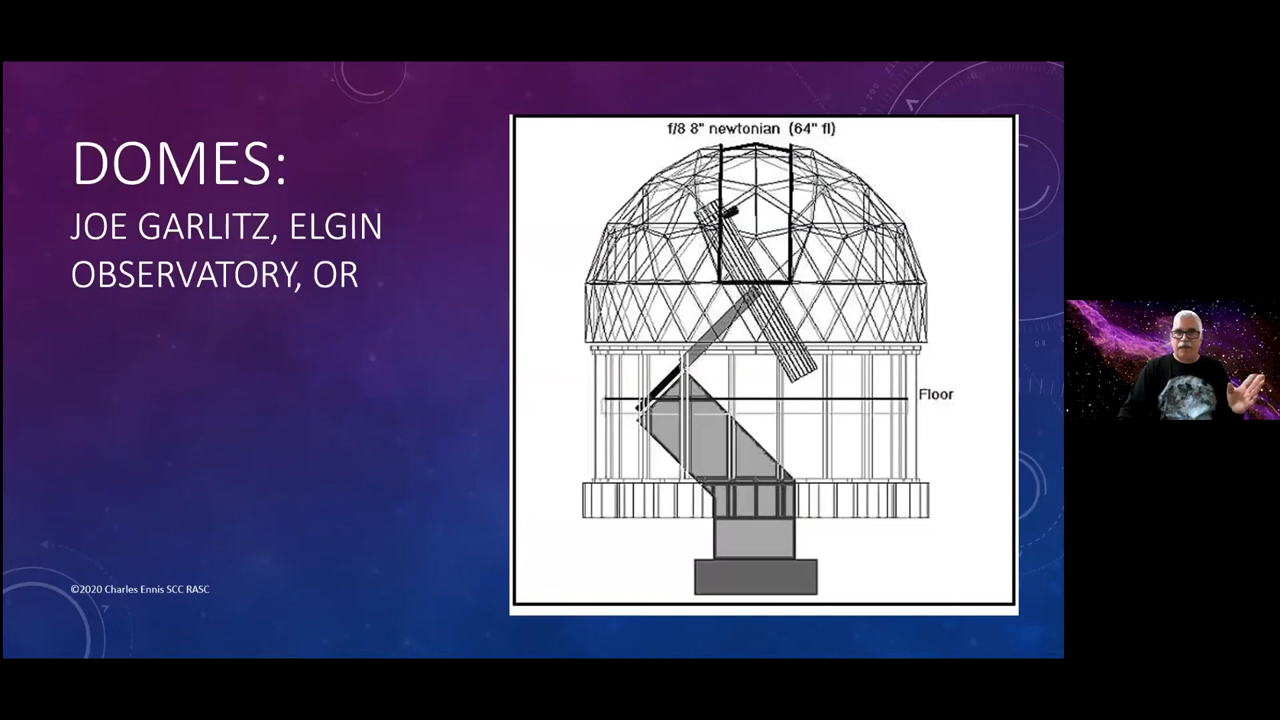 DOMES:
JOE GARLITZ, ELGIN
OBSERVATORY, OR
f/8 8" newtonian (64" fl)
Floor
©2020 Charles Ennis SCC RASC